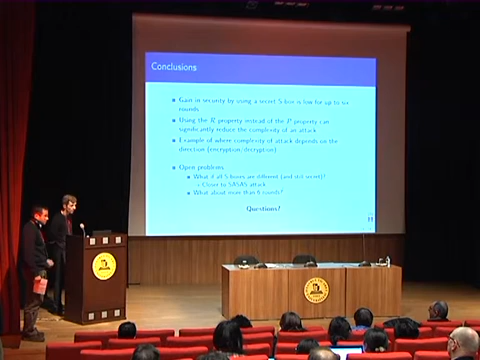 Conclusions
Gain in security by using a secret S-box is low for up to six
rounds
Using the R property instead of the P property can
significantly reduce the complexity of an attack
Example of where complexity of attack depends on the
direction (encryption/decryption)
Open problems
What if all S-boxes are different (and still secret)?
Closer to SASAS attack
What about more than 6 rounds?
Questions?